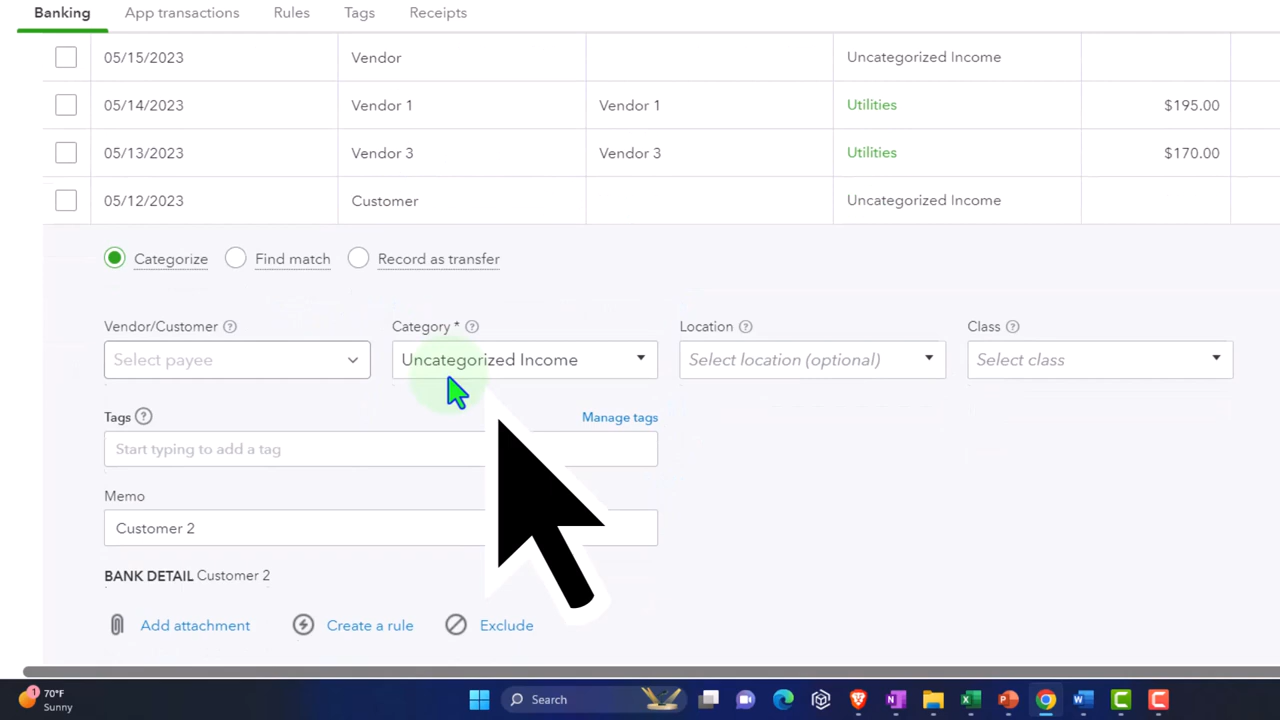 Banking App transactions Rules Tags Receipts
05/15/2023 Vendor Uncategorized Income
05/14/2023 Vendor 1 Vendor 1 Utilities $195.00
05/13/2023 Vendor 3 Vendor 3 Utilities $170.00
05/12/2023 Customer Uncategorized Income
Categorize Find match Record as transfer
Vendor/Customer ? Category * ? Location ? Class ?
Select payee Uncategorized Income Select location (optional) Select class
Tags ? Manage tags
Start typing to add a tag
Memo
Customer 2
BANK DETAIL Customer 2
Add attachment Create a rule Exclude
1 70°F Search
Sunny